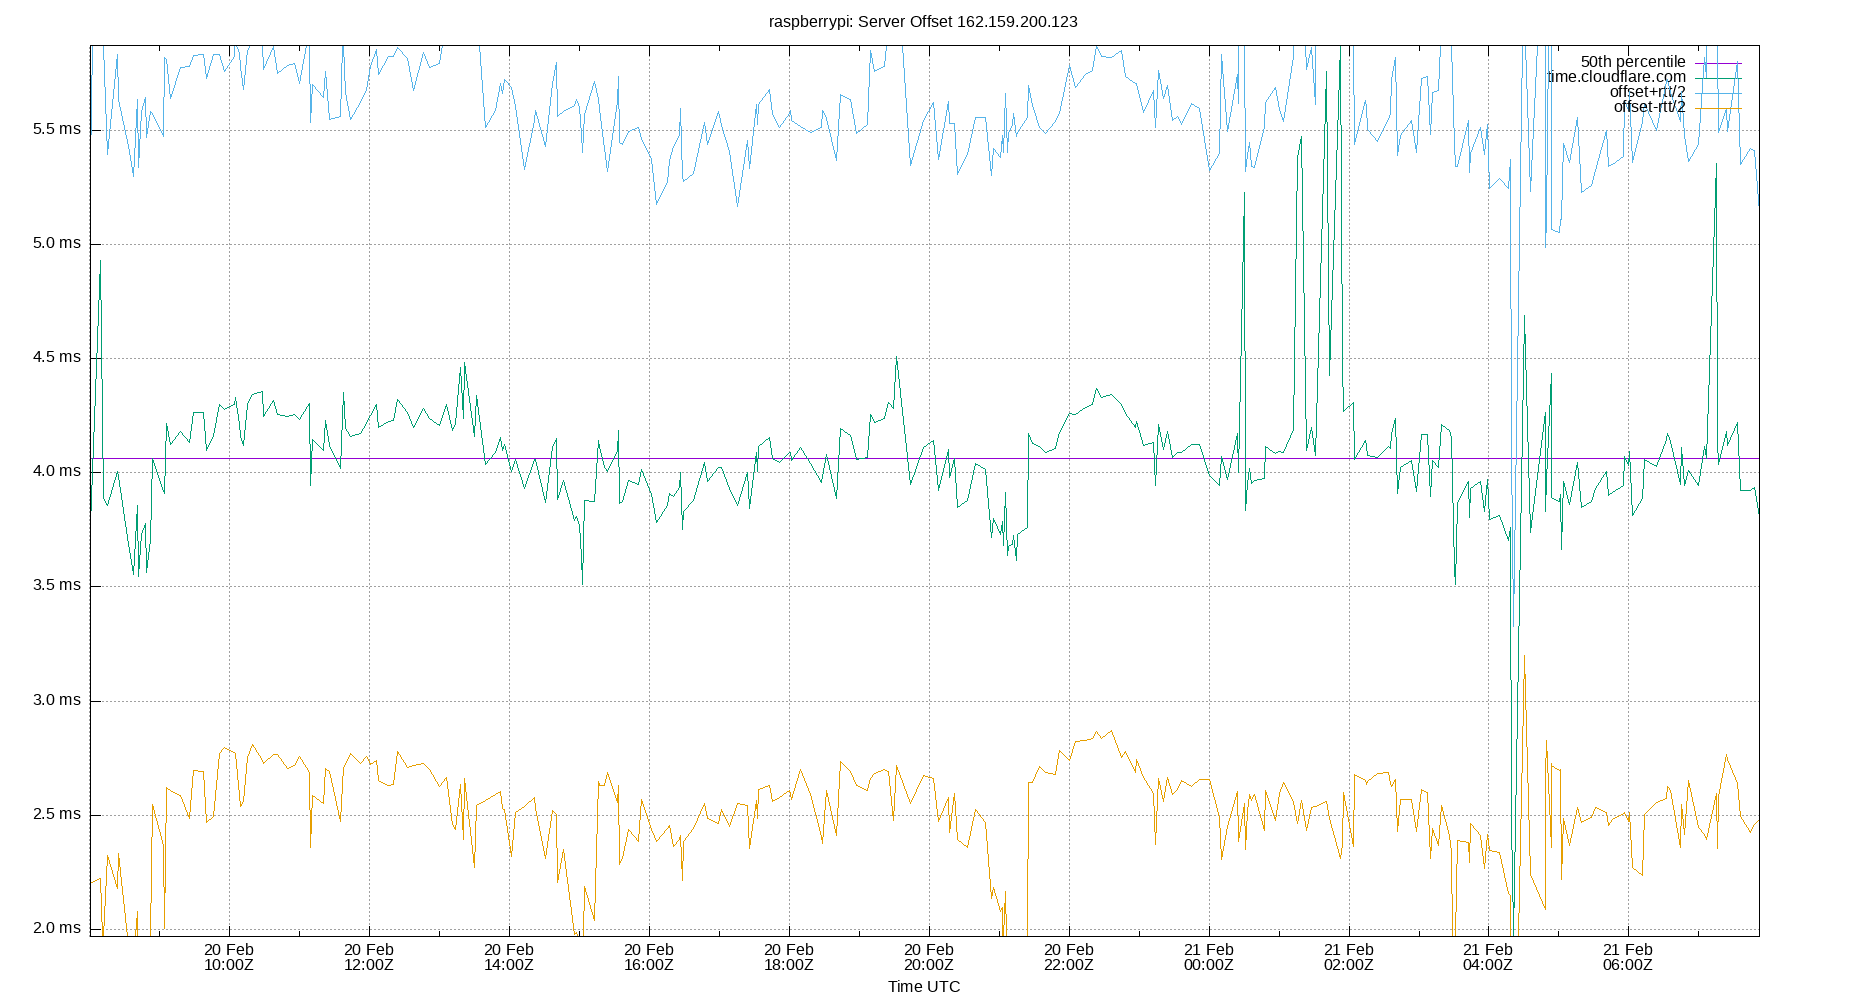 raspberrypi: Server Offset 162.159.200.123
50th percentile
time.cloudflare.com
offset+rtt/2
offset-rtt/2
5.5 ms
5.0 ms
4.5 ms
4.0 ms
3.5 ms
3.0 ms
2.5 ms
2.0 ms
20 Feb 20 Feb 20 Feb 20 Feb 20 Feb 20 Feb 20 Feb 21 Feb 21 Feb 21 Feb 21 Feb
10:00Z 12:00Z 14:00Z 16:00Z 18:00Z 20:00Z 22:00Z 00:00Z 02:00Z 04:00Z 06:00Z
Time UTC